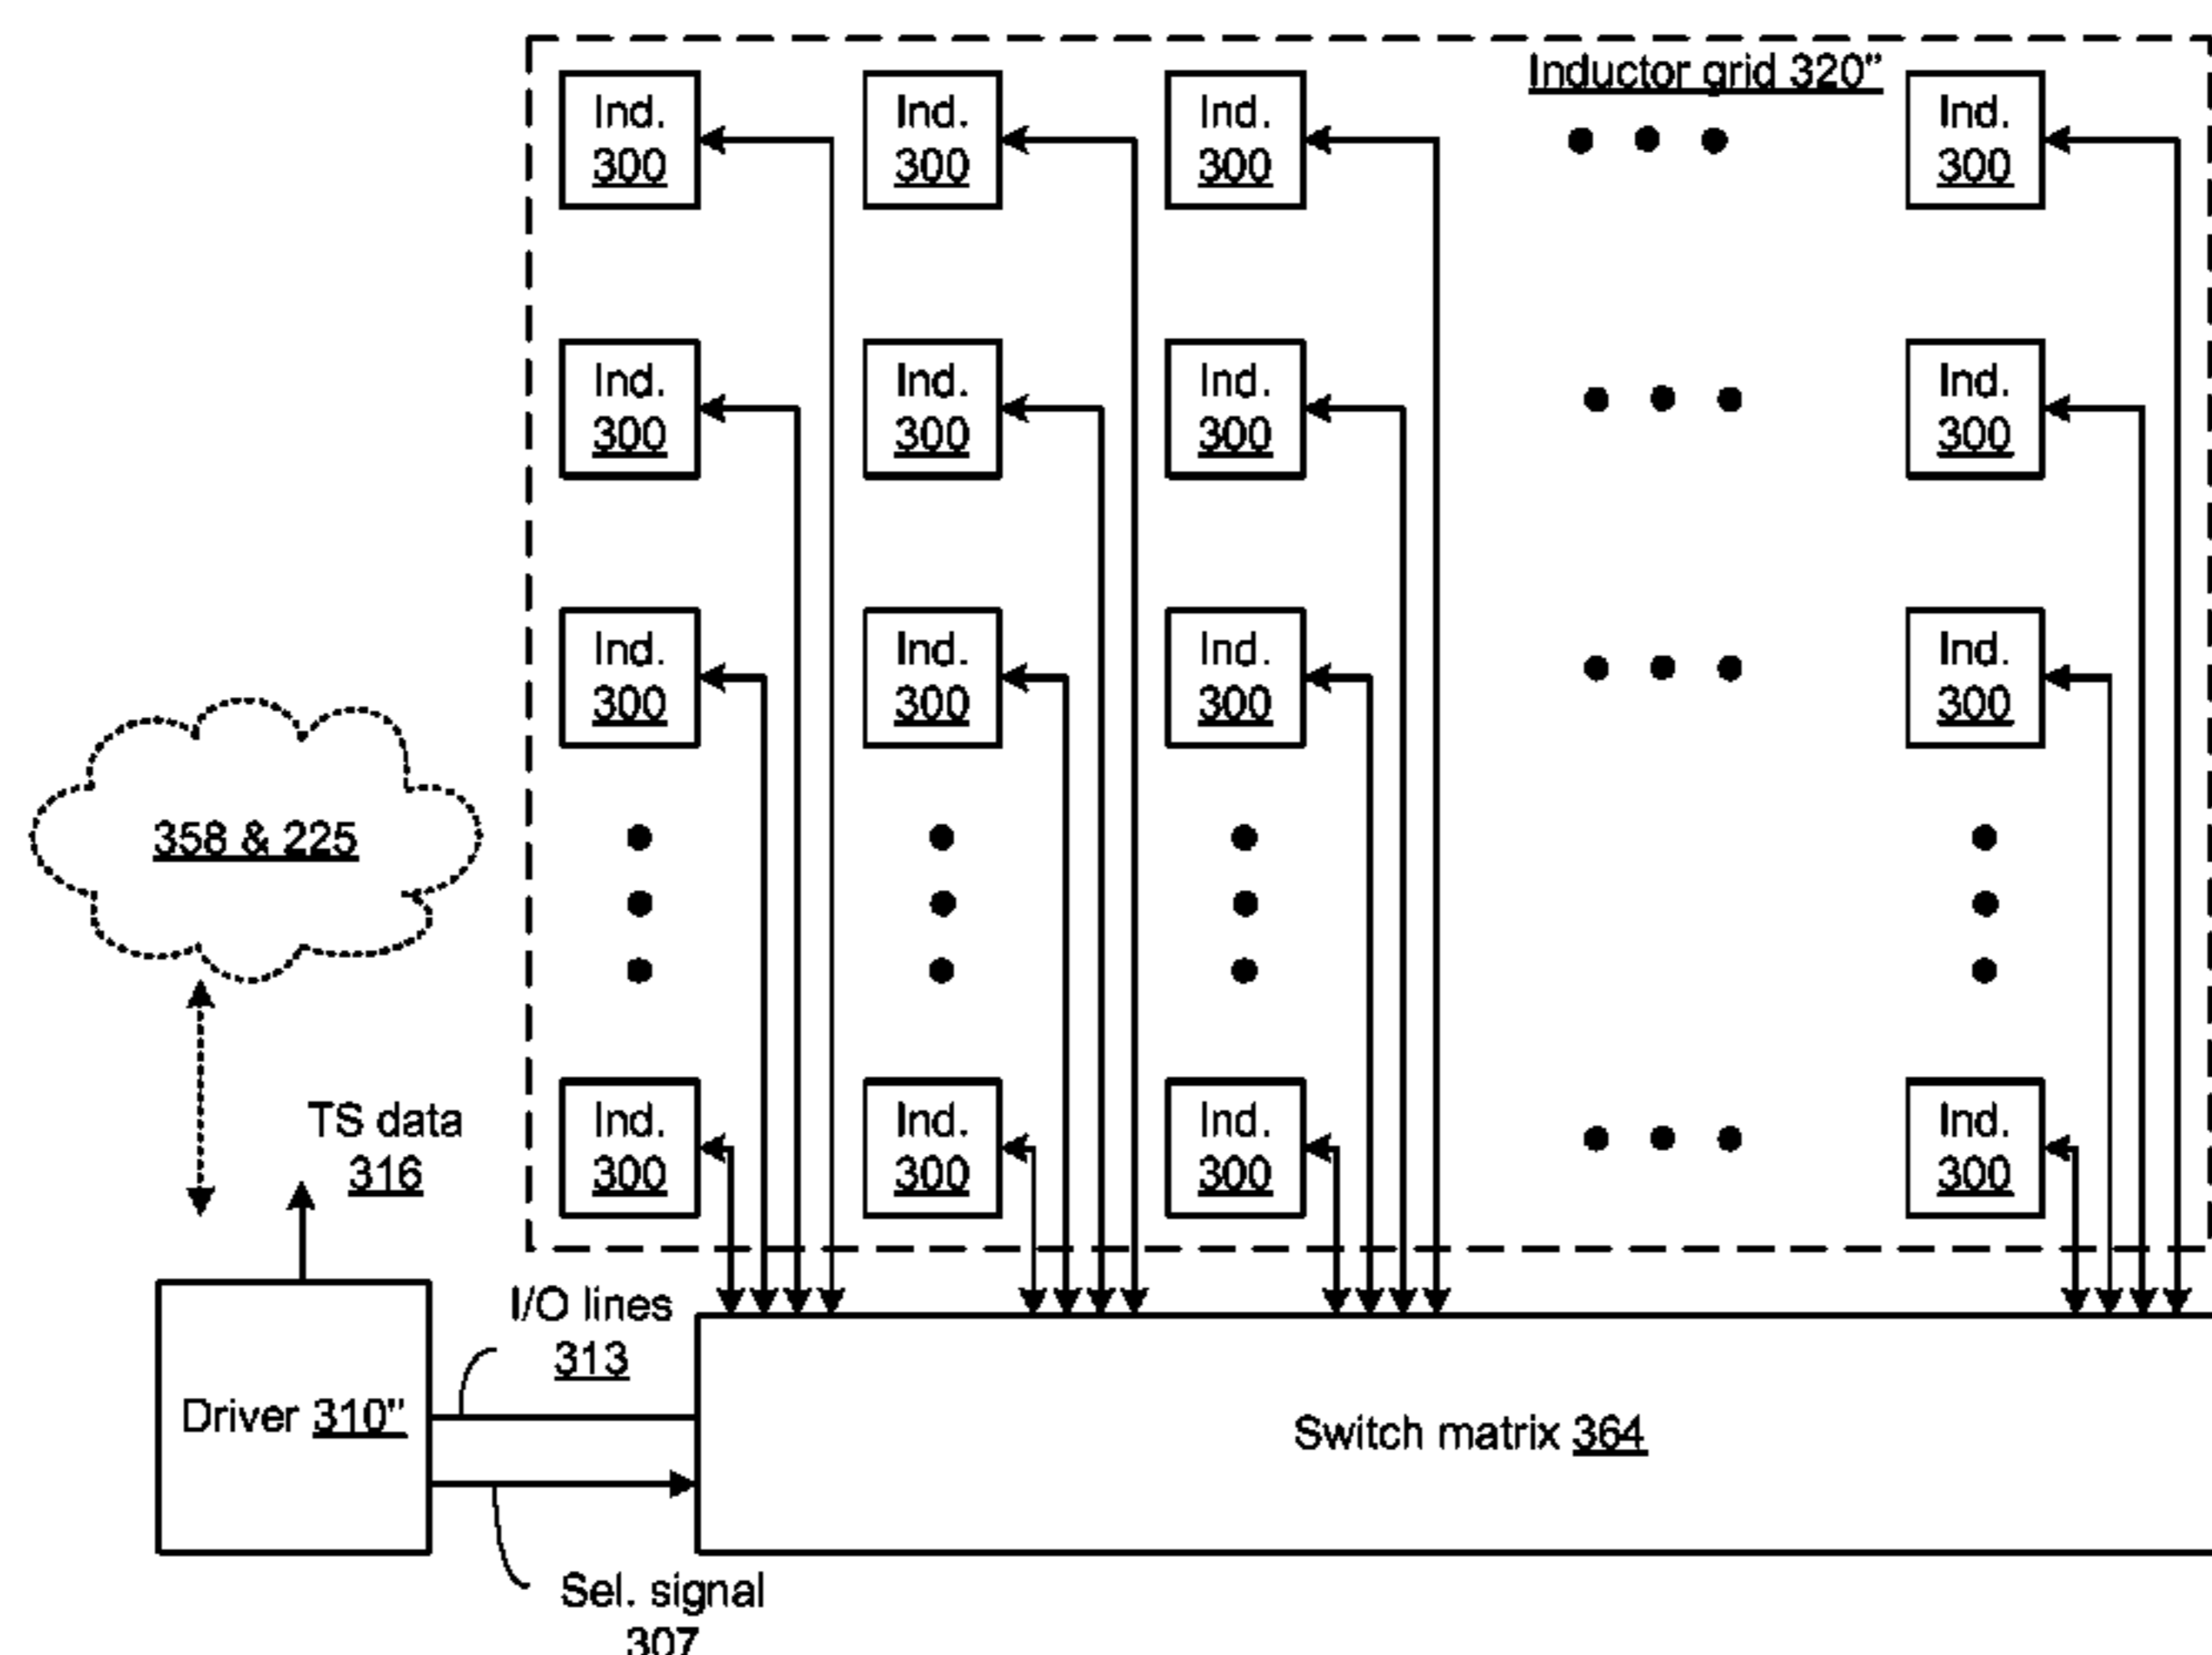 Inductor grid 320"
Ind.
300
Ind.
300
Ind.
300
Ind.
300
Ind.
300
Ind.
300
Ind.
300
Ind.
300
Ind.
300
Ind.
300
Ind.
300
Ind.
300
358 & 225
TS data
316
Ind.
300
Ind.
300
Ind.
300
Ind.
300
I/O lines
313
Driver 310"
Switch matrix 364
Sel. signal
307